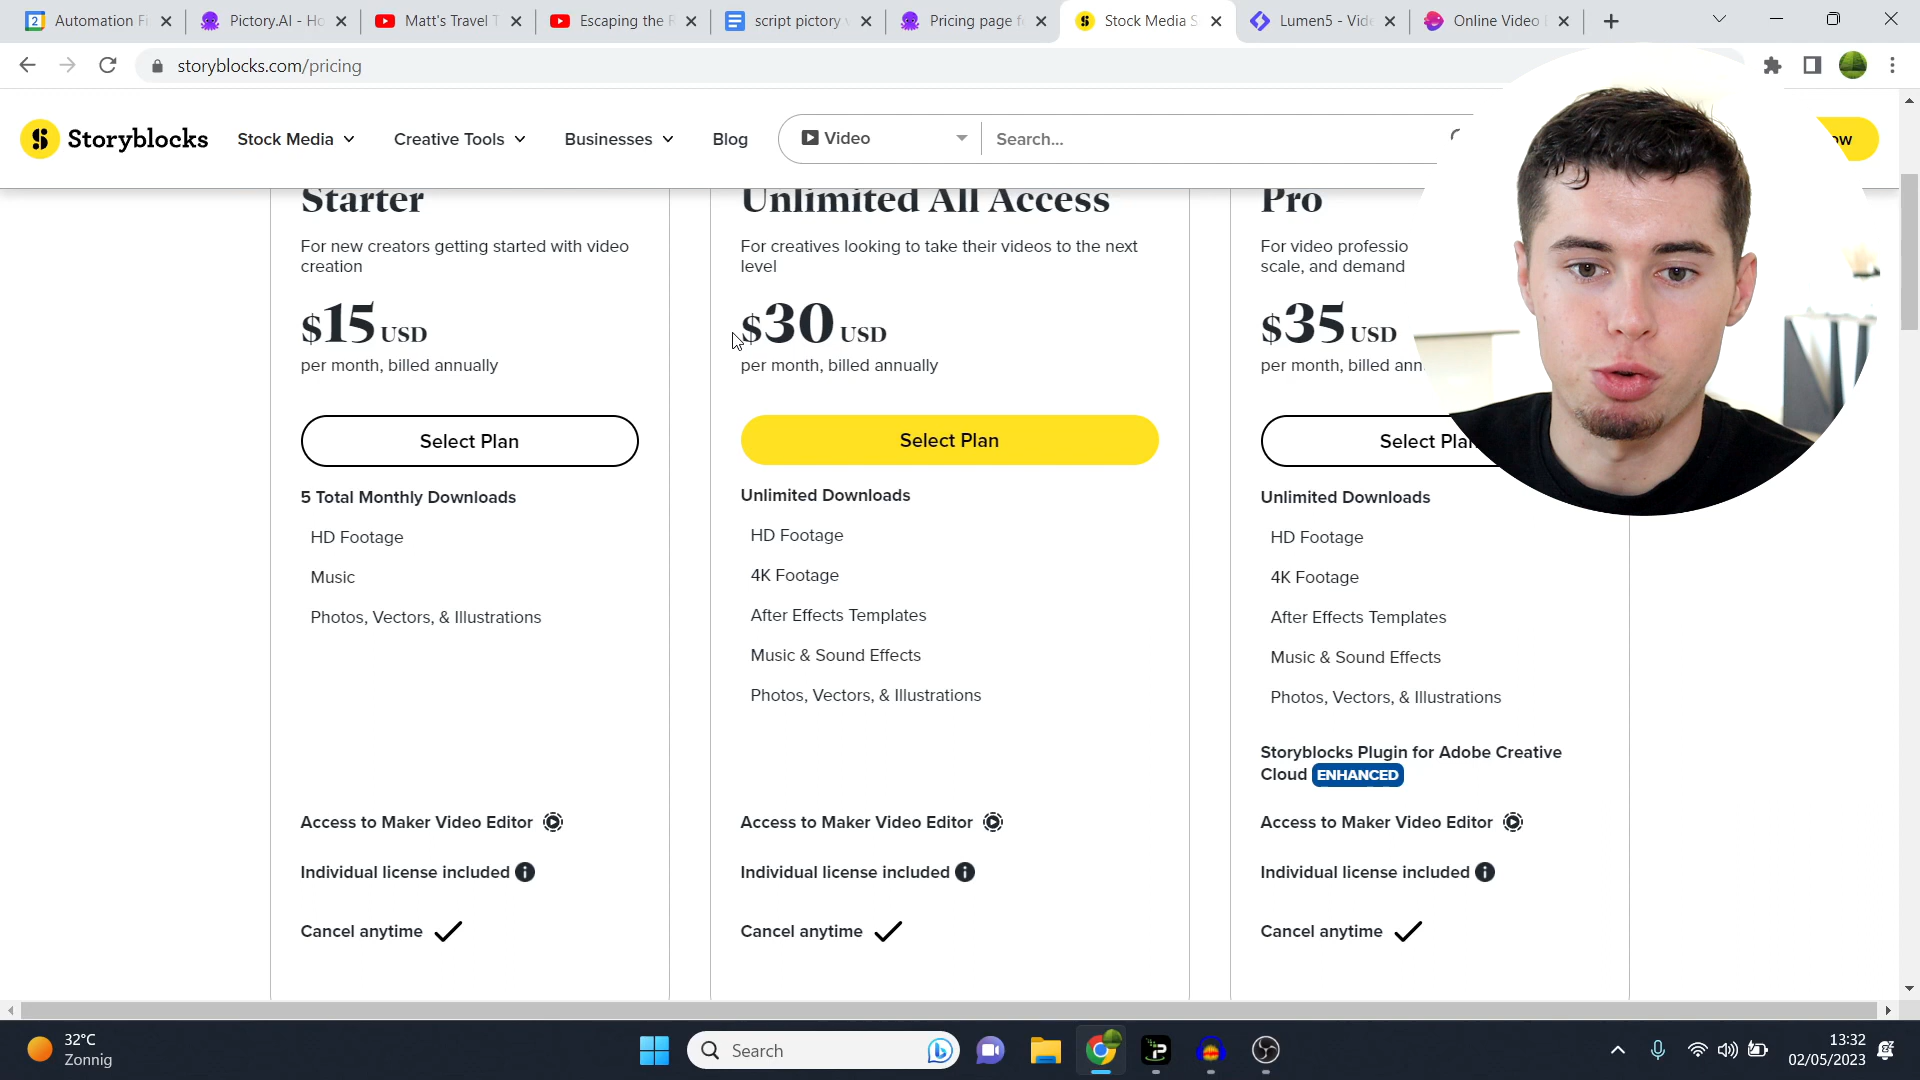 Automation Fi
Pictory.AI - Ho
Matt's Travel T
Escaping the R
script pictory v
Pricing page fo
Stock Media S
Lumen5 - Vide
Online Video
storyblocks.com/pricing
Storyblocks
Stock Media
Creative Tools
Businesses
Blog
Video
Search...
ow
Starter
For new creators getting started with video
creation
$15 USD
per month, billed annually
Select Plan
5 Total Monthly Downloads
HD Footage
Music
Photos, Vectors, & Illustrations
Access to Maker Video Editor
Individual license included
Cancel anytime
Unlimited All Access
For creatives looking to take their videos to the next
level
$30 USD
per month, billed annually
Select Plan
Unlimited Downloads
HD Footage
4K Footage
After Effects Templates
Music & Sound Effects
Photos, Vectors, & Illustrations
Access to Maker Video Editor
Individual license included
Cancel anytime
Pro
For video professio
scale, and demand
$35 USD
per month, billed ann
Select Plan
Unlimited Downloads
HD Footage
4K Footage
After Effects Templates
Music & Sound Effects
Photos, Vectors, & Illustrations
Storyblocks Plugin for Adobe Creative
Cloud ENHANCED
Access to Maker Video Editor
Individual license included
Cancel anytime
32°C
Zonnig
Search
13:32
02/05/2023